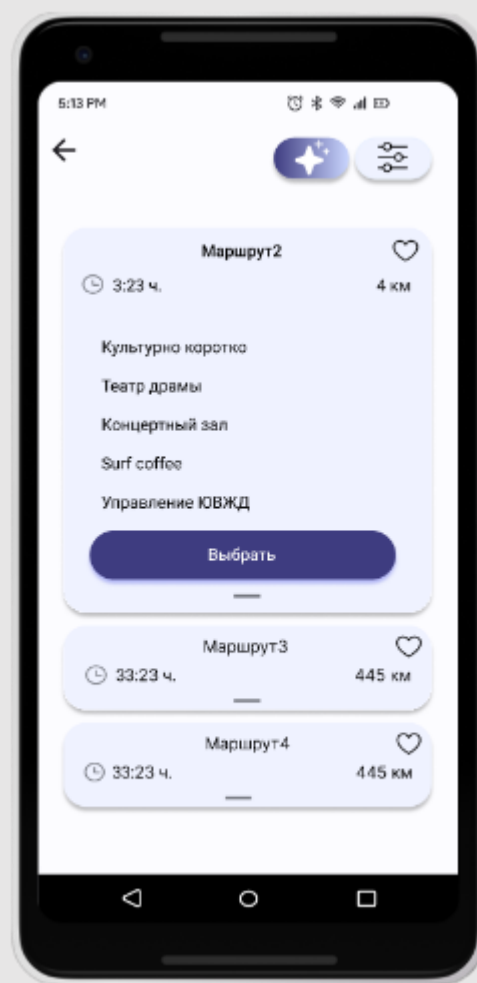 5:13 PM
Маршрут2
3:23 ч. 4 км
Культурно коротко
Театр драмы
Концертный зал
Surf coffee
Управление ЮВЖД
Выбрать
Маршрут3
33:23 ч. 445 км
Маршрут4
33:23 ч. 445 км